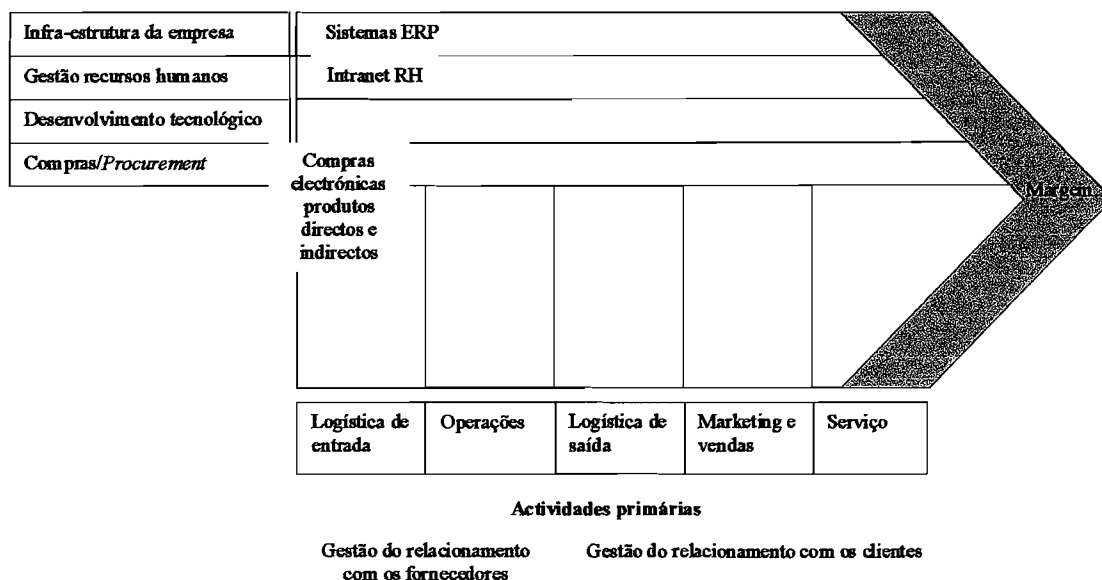 Infra-estrutura da empresa
Sistemas ERP
Gestão recursos humanos
Intranet RH
Desenvolvimento tecnológico
Compras/Procurement
Compras
electrónicas
produtos
directos e
indirectos
Margem
Logística de
entrada
Operações
Logística de
saída
Marketing e
vendas
Serviço
Actividades primárias
Gestão do relacionamento
com os fornecedores
Gestão do relacionamento com os clientes